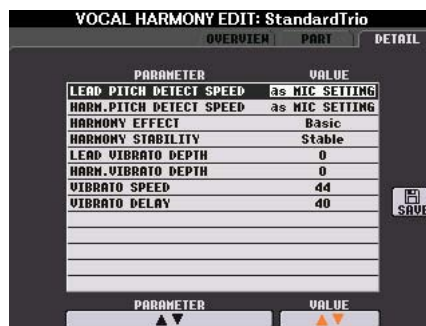 VOCAL HARMONY EDIT: StandardTrio
OVERVIEW PART DETAIL
PARAMETER VALUE
LEAD PITCH DETECT SPEED as MIC SETTING
HARM.PITCH DETECT SPEED as MIC SETTING
HARMONY EFFECT Basic
HARMONY STABILITY Stable
LEAD VIBRATO DEPTH 0
HARM.VIBRATO DEPTH 0
VIBRATO SPEED 44
VIBRATO DELAY 40
SAVE
PARAMETER VALUE